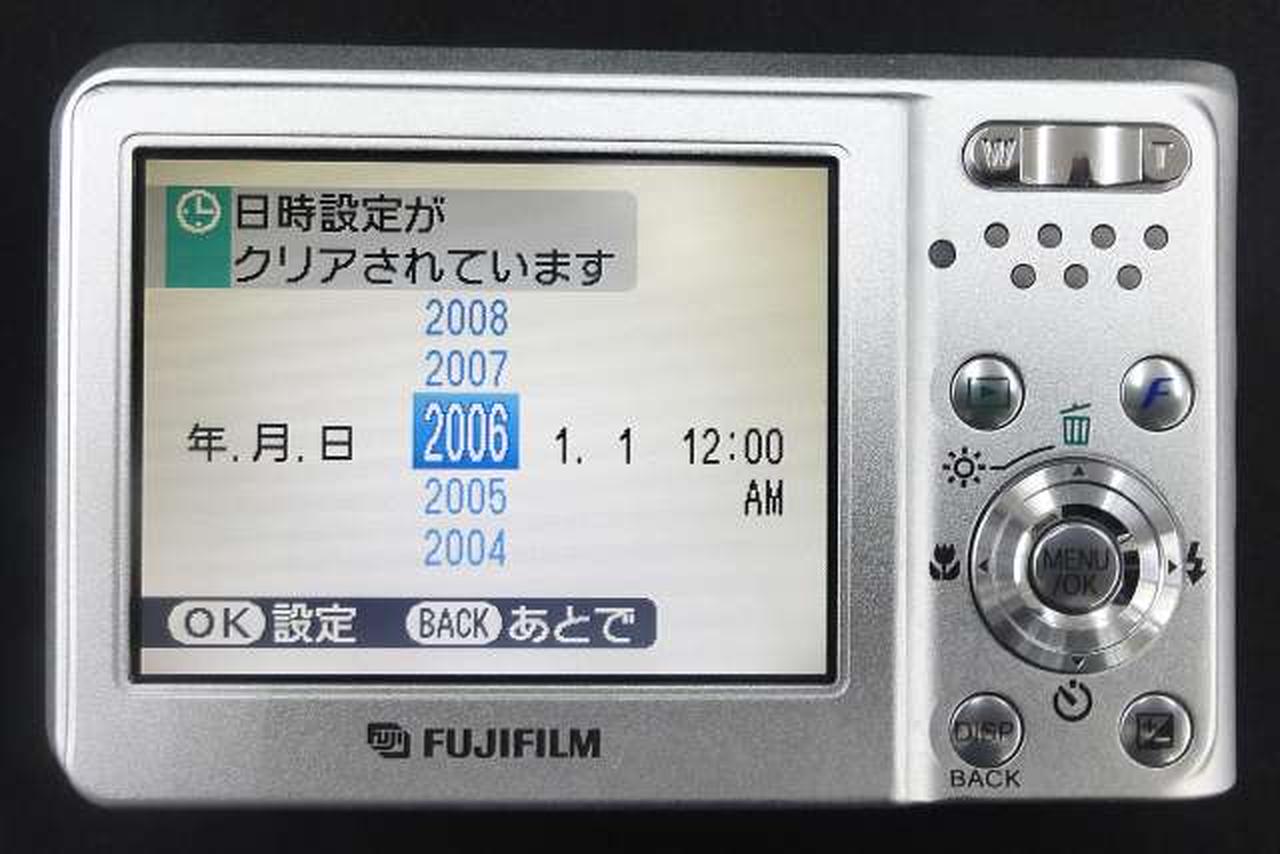 日時設定が
クリアされています
2008
2007
年.月.日 2006 1. 1 12:00
2005 AM
2004
OK 設定 BACK あとで
FUJI FUJIFILM
W T
F
MENU
/OK
DISP
BACK